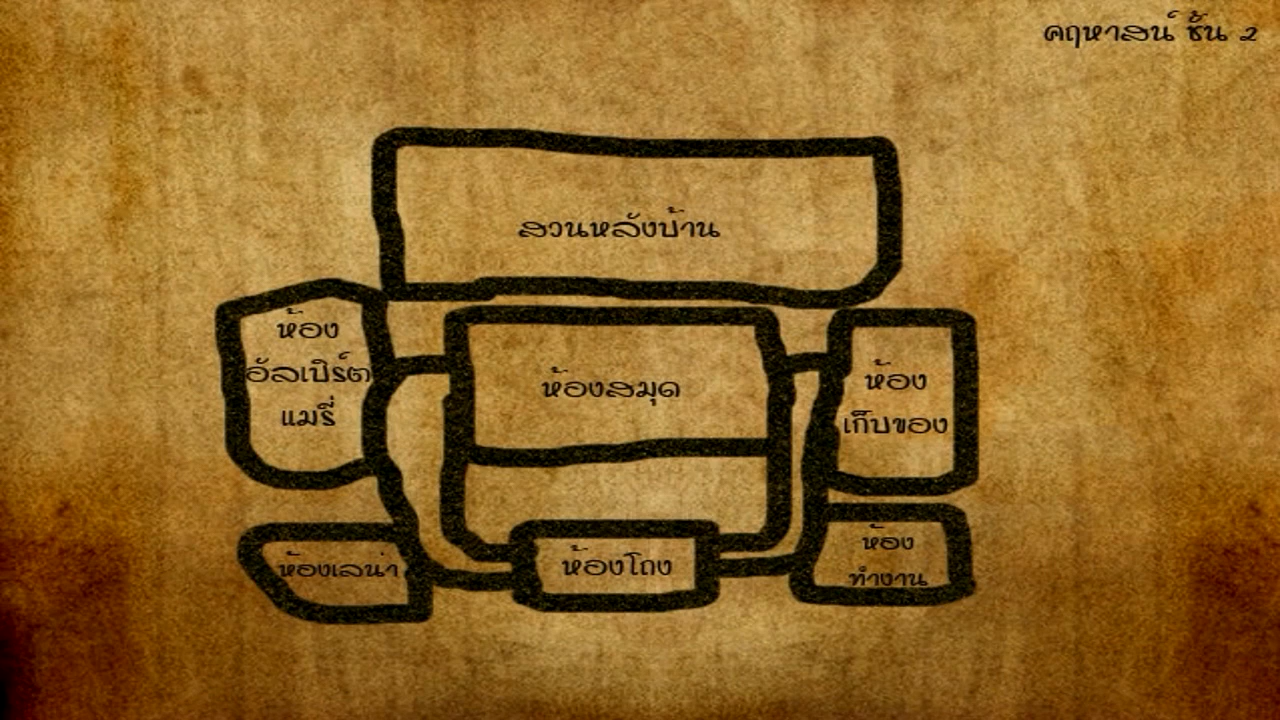 คฤหาสน์ ชั้น 2
สวนหลังบ้าน
ห้อง
อัลเบิร์ต
แมรี่
ห้องสมุด
ห้อง
เก็บของ
ห้องเลน่า
ห้องโถง
ห้อง
ทำงาน